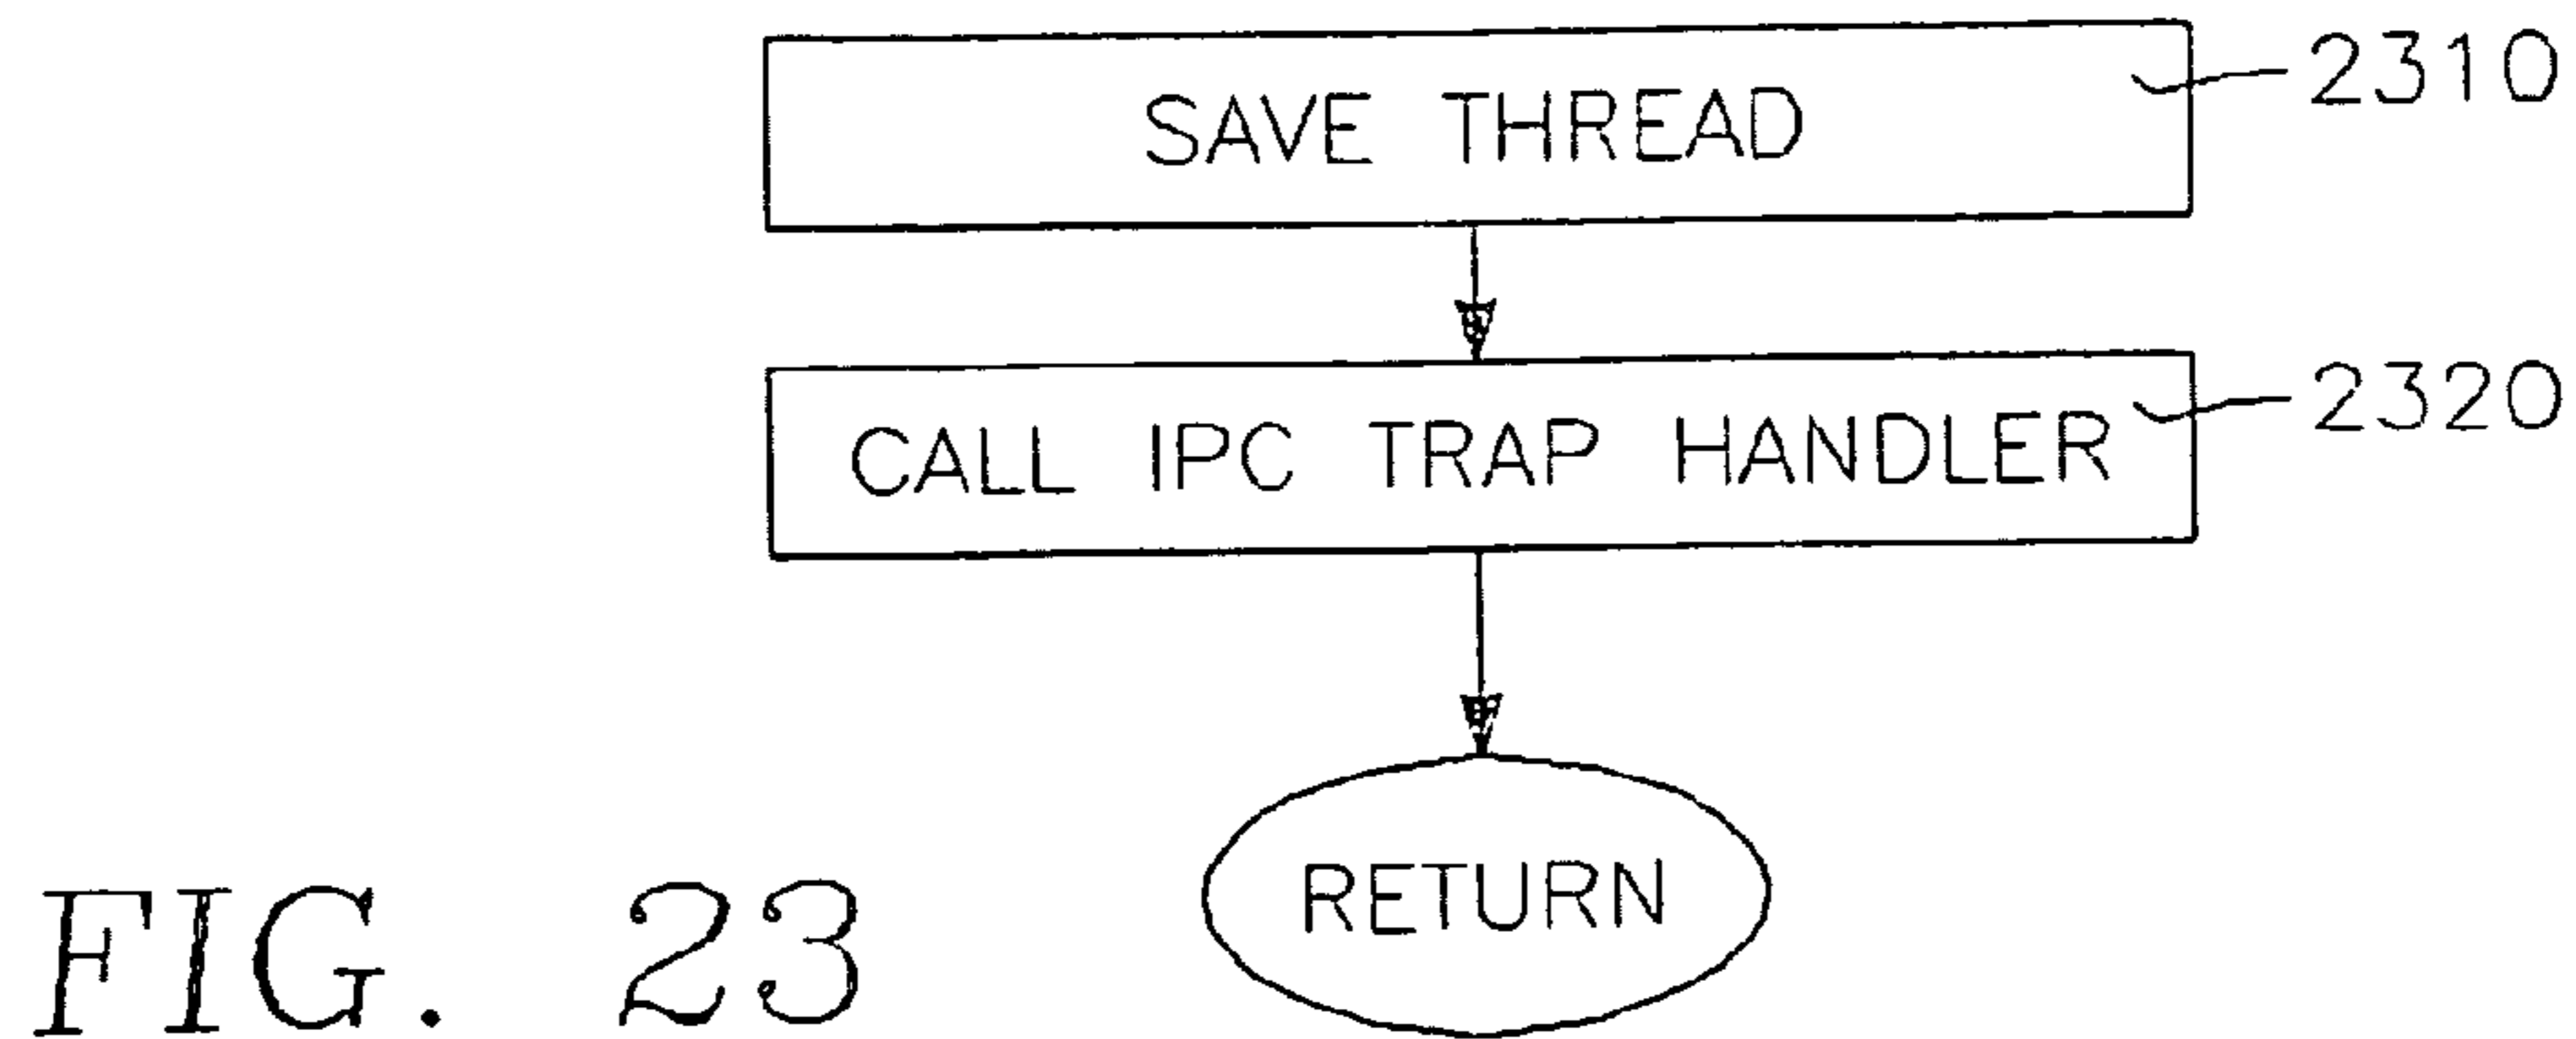 SAVE THREAD
2310
CALL IPC TRAP HANDLER
2320
RETURN
FIG. 23